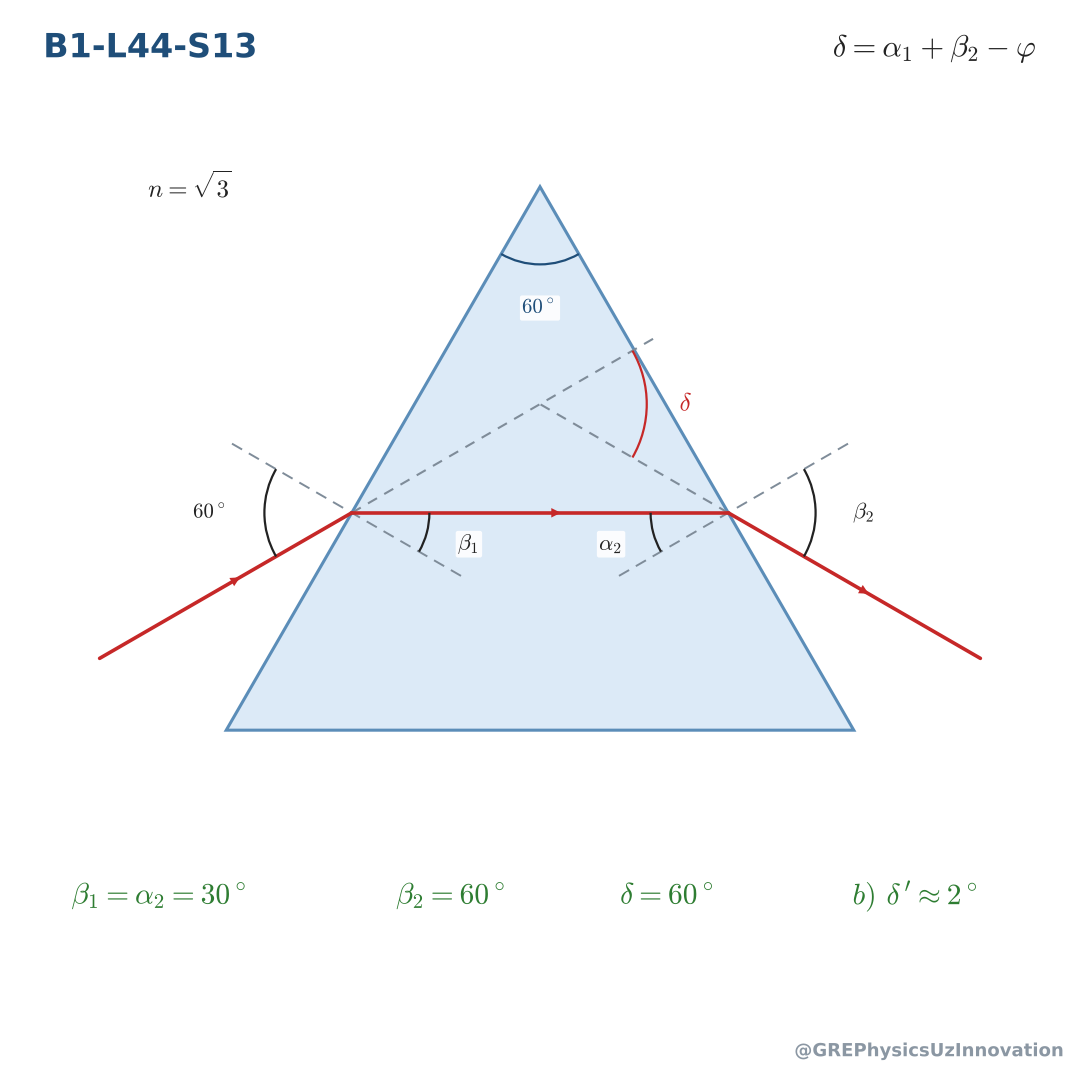 B1-L44-S13
δ = α₁ + β₂ − φ
n = √3
60°
δ
60°
β₂
β₁
α₂
β₁ = α₂ = 30°
β₂ = 60°
δ = 60°
b) δ′ ≈ 2°
@GREPhysicsUzInnovation